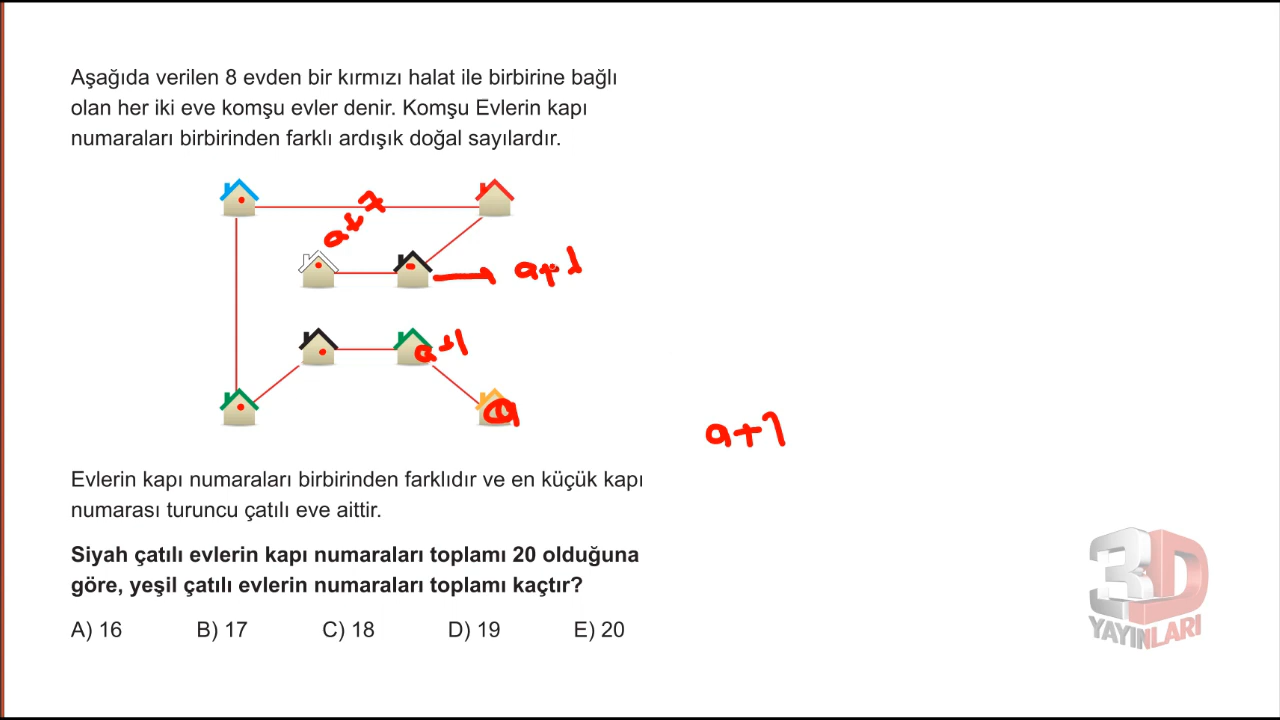 Aşağıda verilen 8 evden bir kırmızı halat ile birbirine bağlı
olan her iki eve komşu evler denir. Komşu Evlerin kapı
numaraları birbirinden farklı ardışık doğal sayılardır.
a+7
a+1
a
a+1
Evlerin kapı numaraları birbirinden farklıdır ve en küçük kapı
numarası turuncu çatılı eve aittir.
Siyah çatılı evlerin kapı numaraları toplamı 20 olduğuna
göre, yeşil çatılı evlerin numaraları toplamı kaçtır?
A) 16 B) 17 C) 18 D) 19 E) 20
3D
YAYINLARI